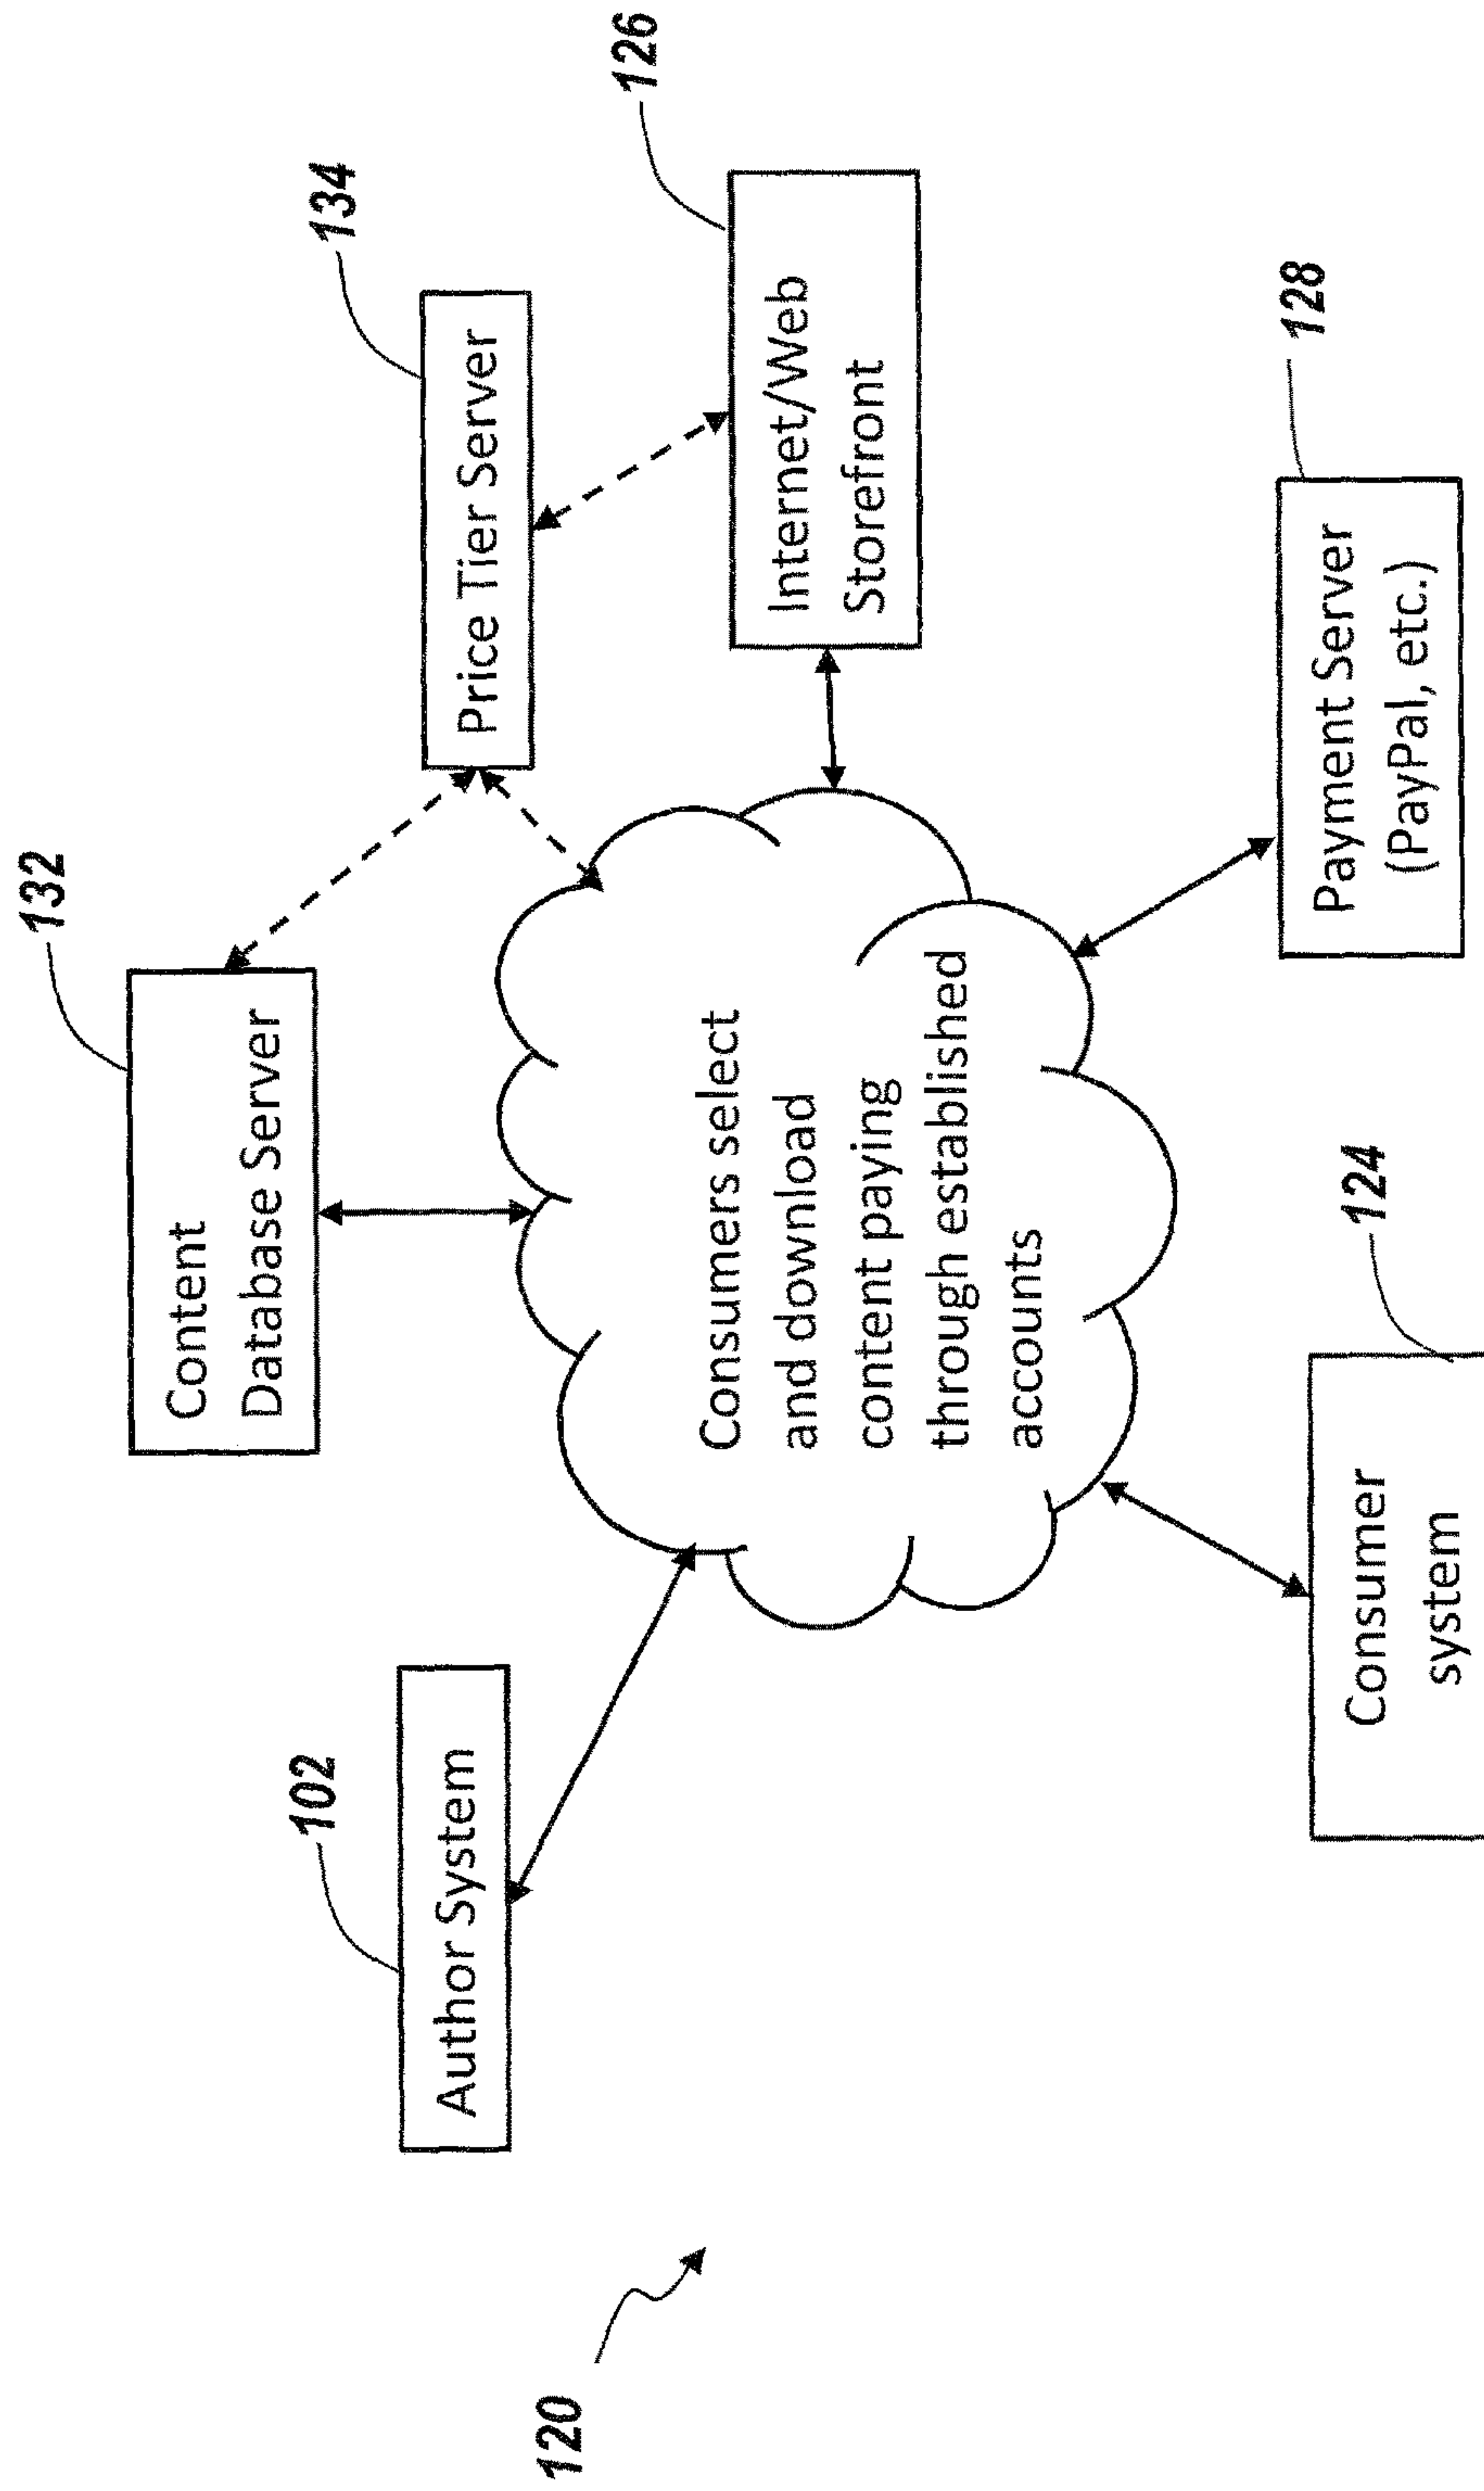 132
Content
Database Server
134
Price Tier Server
102
Author System
126
Internet/Web
Storefront
Consumers select
and download
content paying
through established
accounts
120
124
Consumer
system
128
Payment Server
(PayPal, etc.)